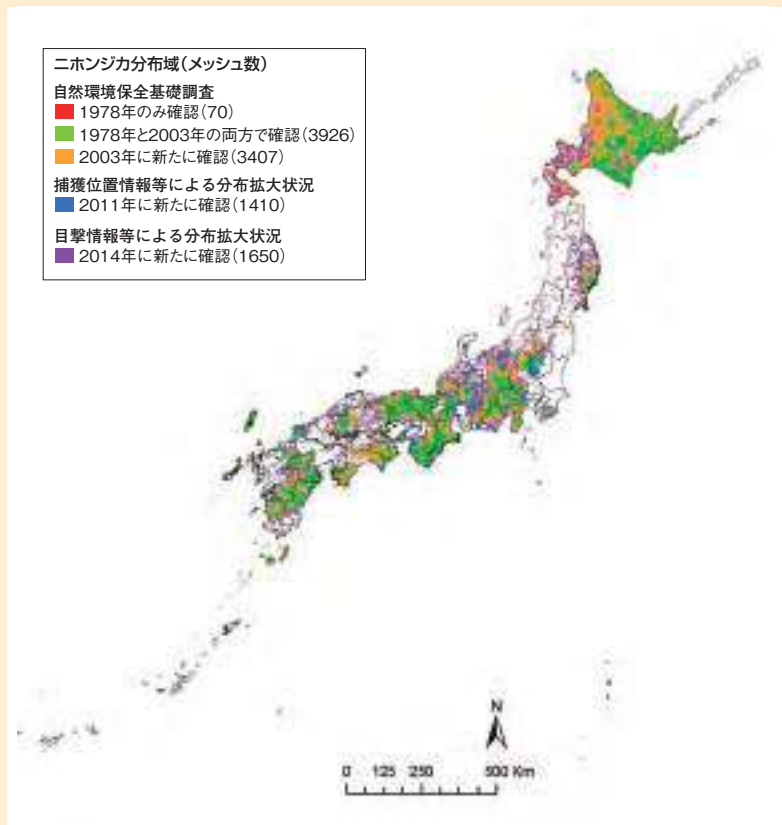 ニホンジカ分布域（メッシュ数）
自然環境保全基礎調査
1978年のみ確認（70）
1978年と2003年の両方で確認（3926）
2003年に新たに確認（3407）
捕獲位置情報等による分布拡大状況
2011年に新たに確認（1410）
目撃情報等による分布拡大状況
2014年に新たに確認（1650）
N
0 125 250 500 Km